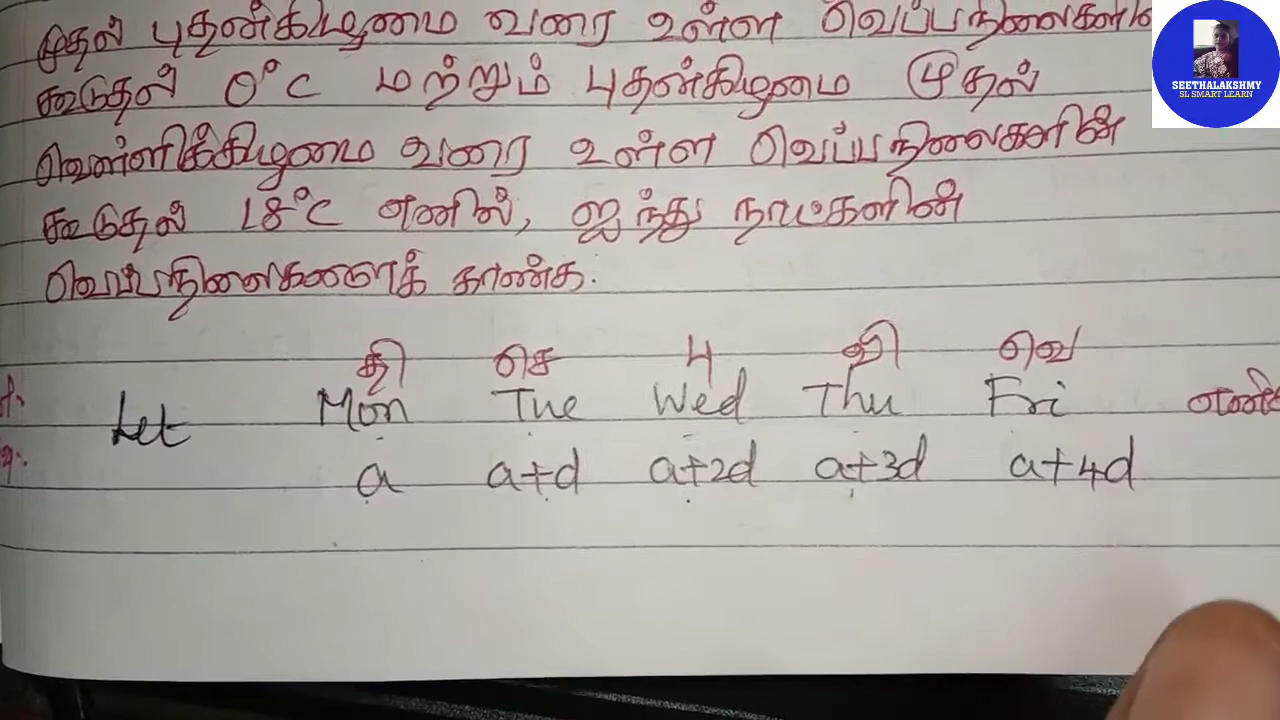 முதல் புதன்கிழமை வரை உள்ள வெப்பநிலைகளி
கூடுதல் 0°C மற்றும் புதன்கிழமை முதல்
வெள்ளிக்கிழமை வரை உள்ள வெப்பநிலைகளின்
கூடுதல் 18°C எனில், ஐந்து நாட்களின்
வெப்பநிலைகளைக் காண்க.
தி செ பு வி வெ
Let Mon Tue Wed Thu Fri
a a+d a+2d a+3d a+4d
SEETHALAKSHMY
SL SMART LEARN